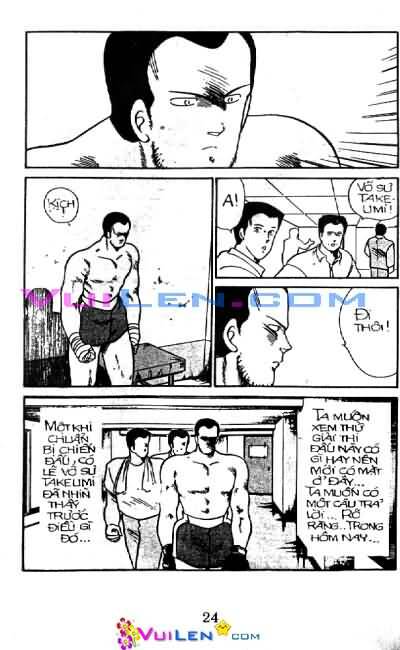 KỊCH
A!
VÕ SƯ
TAKE-
UMI!
ĐI
THÔI!
VUILEN.COM
MỘT KHI
CHUẨN
BỊ CHIẾN
ĐẤU, CÓ
LẼ VÕ SƯ
TAKEUMI
ĐÃ NHÌN
THẤY
TRƯỚC
ĐIỀU GÌ
ĐÓ...
TA MUỐN
XEM THỬ
GIẢI THI
ĐẤU NÀY CÓ
GÌ HAY NÊN
MỚI CÓ MẶT
Ở ĐÂY...
TA MUỐN CÓ
MỘT CÂU TRẢ
LỜI... RÕ
RÀNG... TRONG
HÔM NAY...
24
VUILEN.COM